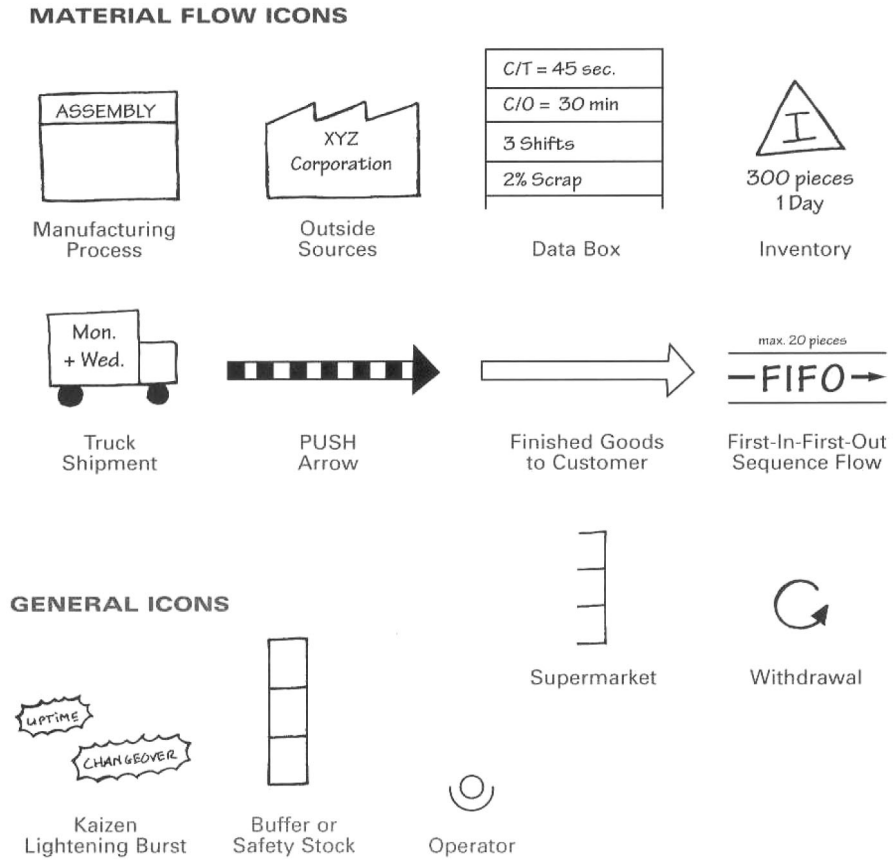 MATERIAL FLOW ICONS
ASSEMBLY
Manufacturing
Process
XYZ
Corporation
Outside
Sources
C/T = 45 sec.
C/O = 30 min
3 Shifts
2% Scrap
Data Box
I
300 pieces
1 Day
Inventory
Mon.
+ Wed.
Truck
Shipment
PUSH
Arrow
Finished Goods
to Customer
max. 20 pieces
FIFO
First-In-First-Out
Sequence Flow
Supermarket
Withdrawal
GENERAL ICONS
UPTIME
CHANGEOVER
Kaizen
Lightening Burst
Buffer or
Safety Stock
Operator